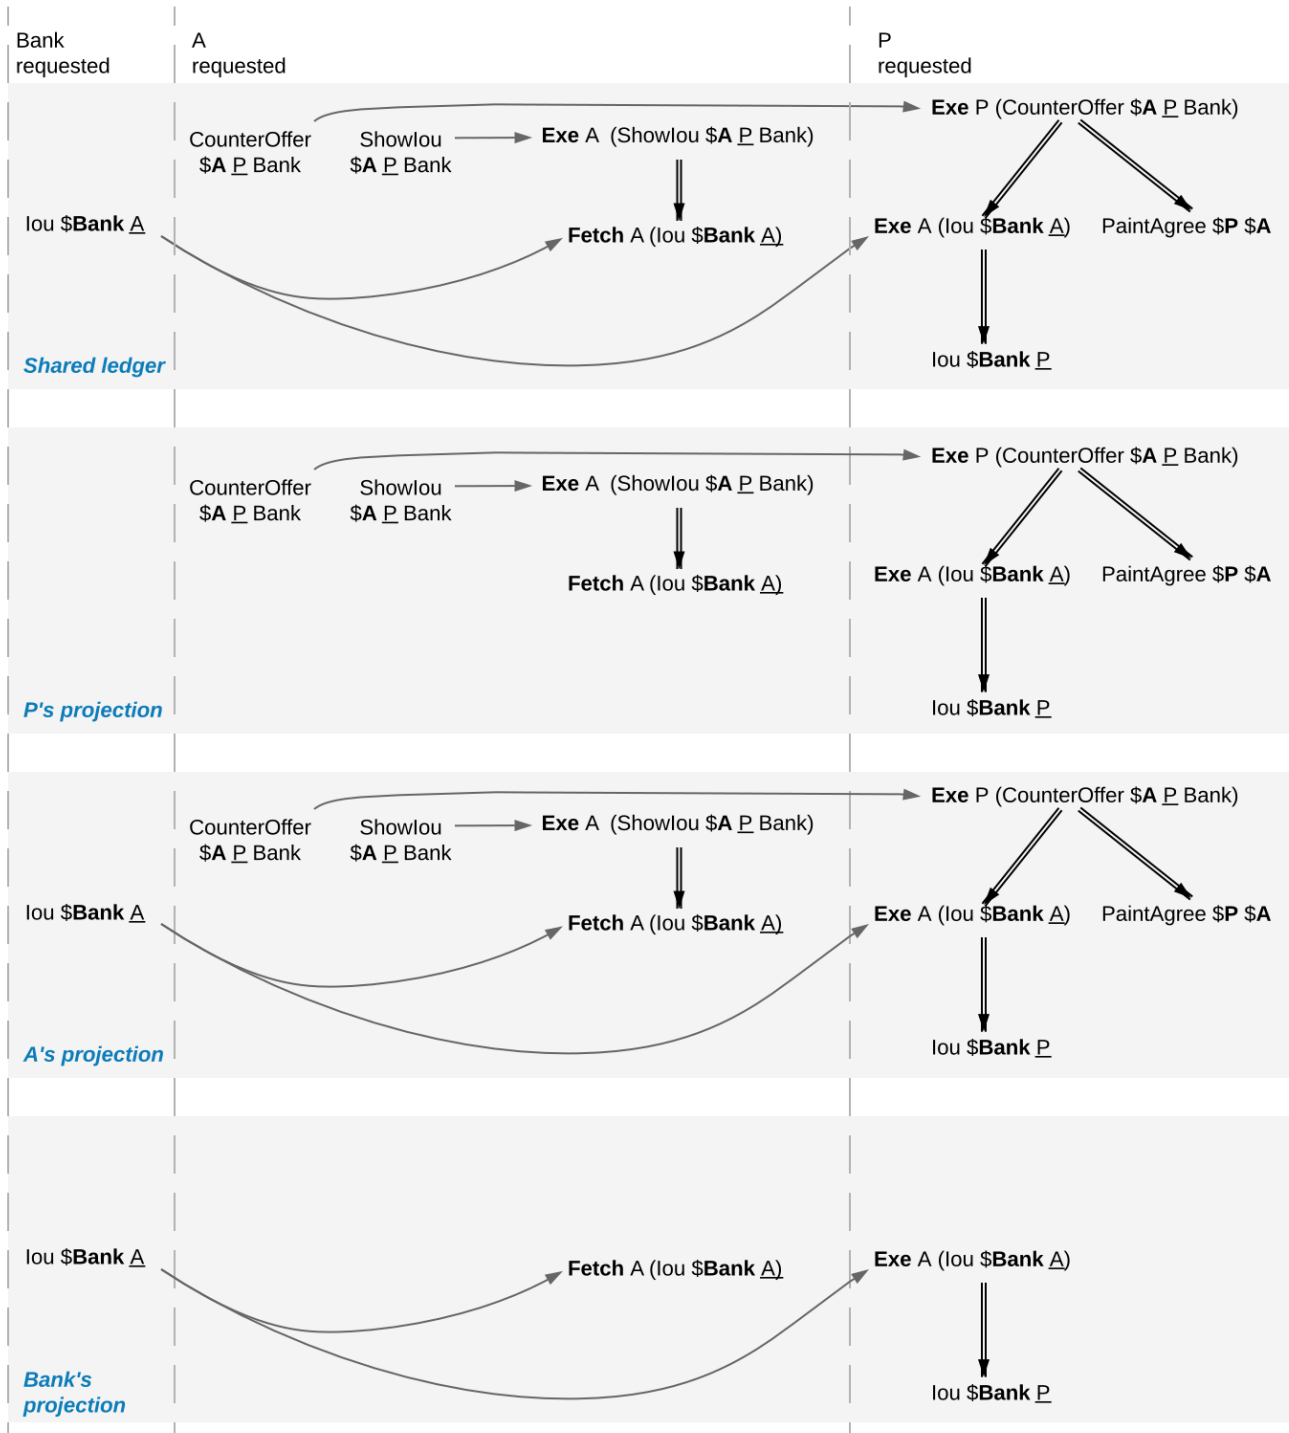 Bank
requested
A
requested
P
requested
Exe P (CounterOffer $A P Bank)
CounterOffer
$A P Bank
ShowIou
$A P Bank
Exe A (ShowIou $A P Bank)
Iou $Bank A
Fetch A (Iou $Bank A)
Exe A (Iou $Bank A)
PaintAgree $P $A
Iou $Bank P
Shared ledger
Exe P (CounterOffer $A P Bank)
CounterOffer
$A P Bank
ShowIou
$A P Bank
Exe A (ShowIou $A P Bank)
Fetch A (Iou $Bank A)
Exe A (Iou $Bank A)
PaintAgree $P $A
Iou $Bank P
P's projection
Exe P (CounterOffer $A P Bank)
CounterOffer
$A P Bank
ShowIou
$A P Bank
Exe A (ShowIou $A P Bank)
Iou $Bank A
Fetch A (Iou $Bank A)
Exe A (Iou $Bank A)
PaintAgree $P $A
Iou $Bank P
A's projection
Iou $Bank A
Fetch A (Iou $Bank A)
Exe A (Iou $Bank A)
Iou $Bank P
Bank's
projection